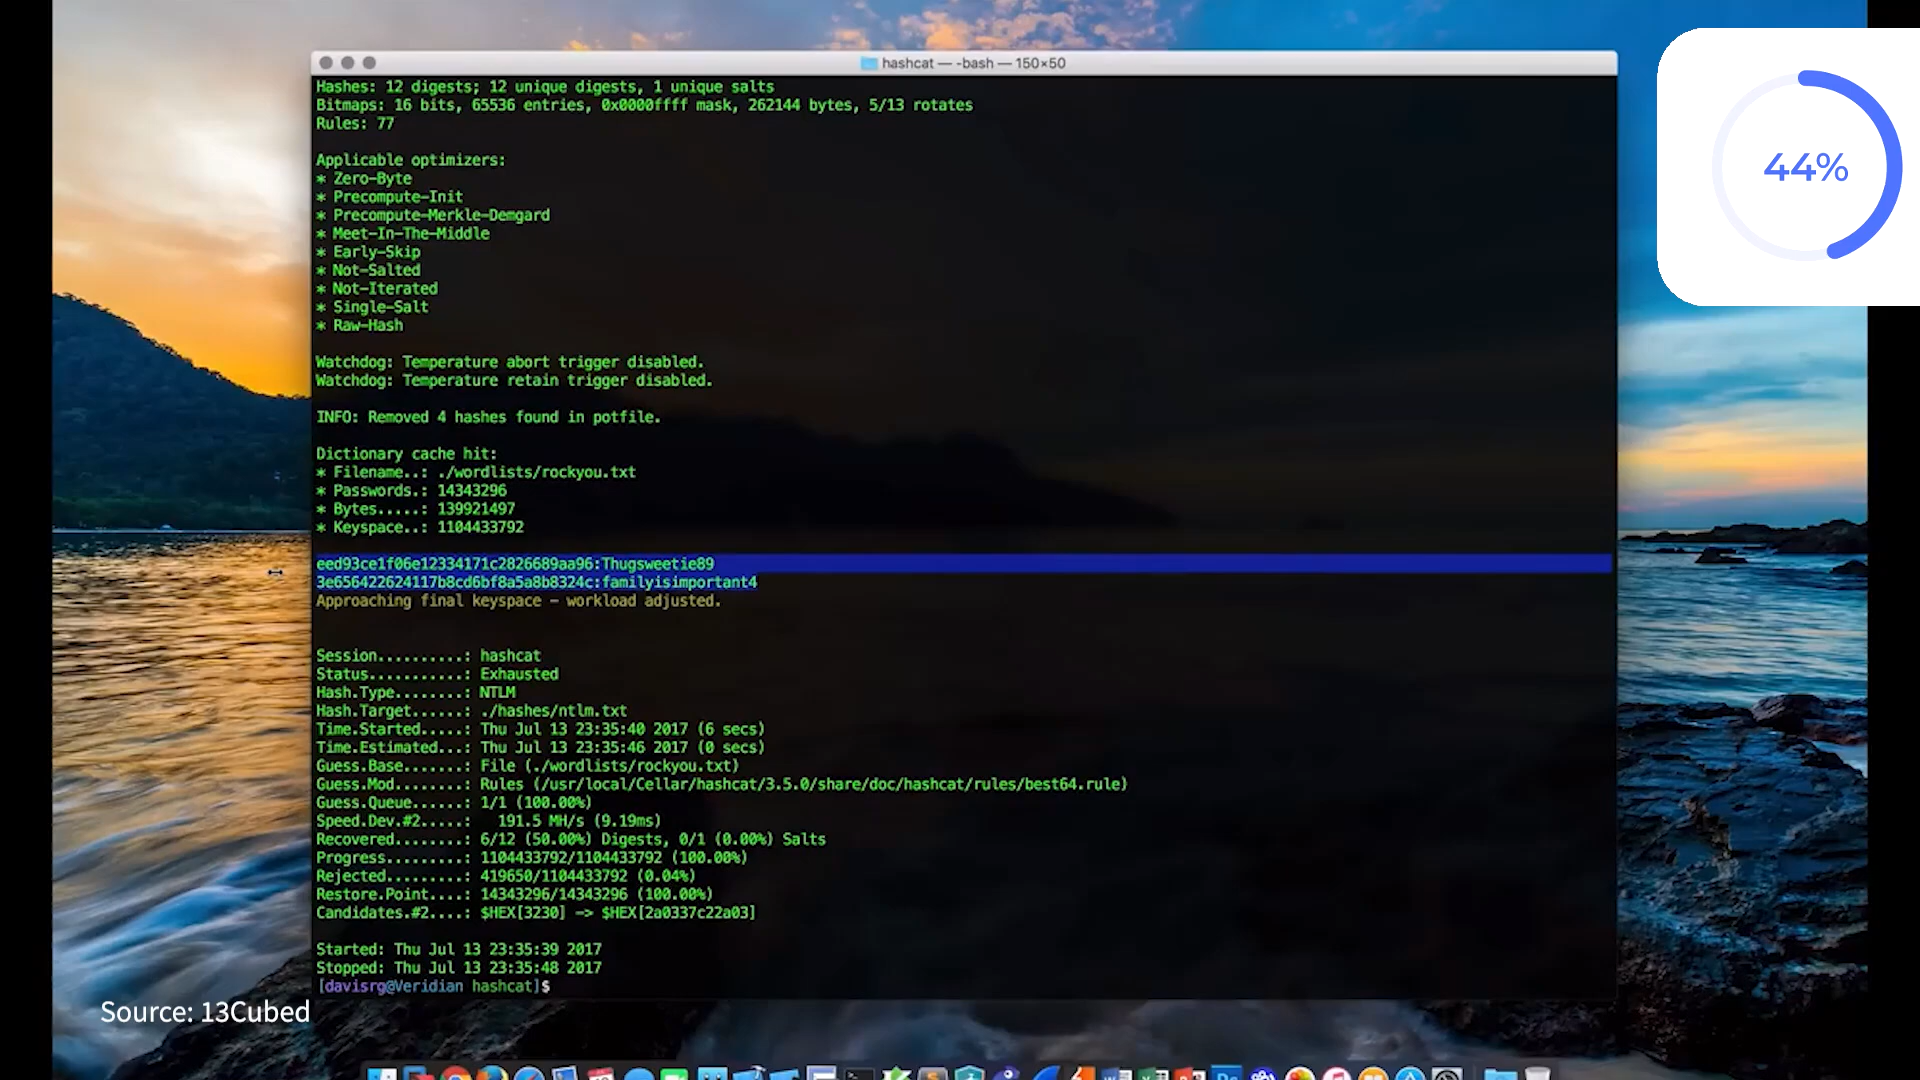 hashcat — -bash — 150×50
Hashes: 12 digests; 12 unique digests, 1 unique salts
Bitmaps: 16 bits, 65536 entries, 0x0000ffff mask, 262144 bytes, 5/13 rotates
Rules: 77
44%
Applicable optimizers:
* Zero-Byte
* Precompute-Init
* Precompute-Merkle-Demgard
* Meet-In-The-Middle
* Early-Skip
* Not-Salted
* Not-Iterated
* Single-Salt
* Raw-Hash
Watchdog: Temperature abort trigger disabled.
Watchdog: Temperature retain trigger disabled.
INFO: Removed 4 hashes found in potfile.
Dictionary cache hit:
* Filename..: ./wordlists/rockyou.txt
* Passwords.: 14343296
* Bytes.....: 139921497
* Keyspace..: 1104433792
eed93ce1f06e12334171c2826689aa96:Thugsweetie89
3e656422624117b8cd6bf8a5a8b8324c:familyisimportant4
Approaching final keyspace - workload adjusted.
Session..........: hashcat
Status...........: Exhausted
Hash.Type........: NTLM
Hash.Target......: ./hashes/ntlm.txt
Time.Started.....: Thu Jul 13 23:35:40 2017 (6 secs)
Time.Estimated...: Thu Jul 13 23:35:46 2017 (0 secs)
Guess.Base.......: File (./wordlists/rockyou.txt)
Guess.Mod........: Rules (/usr/local/Cellar/hashcat/3.5.0/share/doc/hashcat/rules/best64.rule)
Guess.Queue......: 1/1 (100.00%)
Speed.Dev.#2.....:   191.5 MH/s (9.19ms)
Recovered........: 6/12 (50.00%) Digests, 0/1 (0.00%) Salts
Progress.........: 1104433792/1104433792 (100.00%)
Rejected.........: 419650/1104433792 (0.04%)
Restore.Point....: 14343296/14343296 (100.00%)
Candidates.#2....: $HEX[3230] -> $HEX[2a0337c22a03]
Started: Thu Jul 13 23:35:39 2017
Stopped: Thu Jul 13 23:35:48 2017
[davisrg@Veridian hashcat]$
Source: 13Cubed